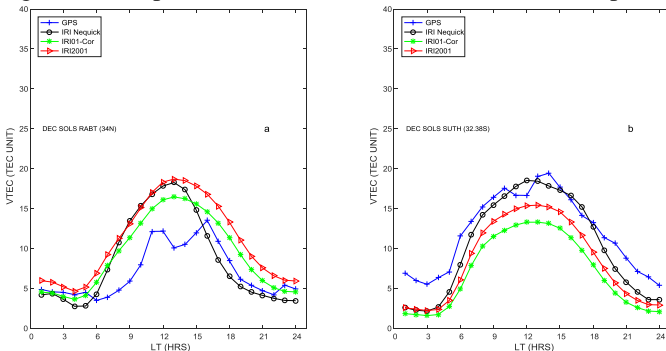 GPS
IRI Nequick
IRI01-Cor
IRI2001
DEC SOLS RABT (34N)
a
VTEC (TEC UNIT)
40
35
30
25
20
15
10
5
0
0 3 6 9 12 15 18 21 24
LT (HRS)
GPS
IRI Nequick
IRI01-Cor
IRI2001
DEC SOLS SUTH (32.38S)
b
VTEC (TEC UNIT)
40
35
30
25
20
15
10
5
0
0 3 6 9 12 15 18 21 24
LT (HRS)